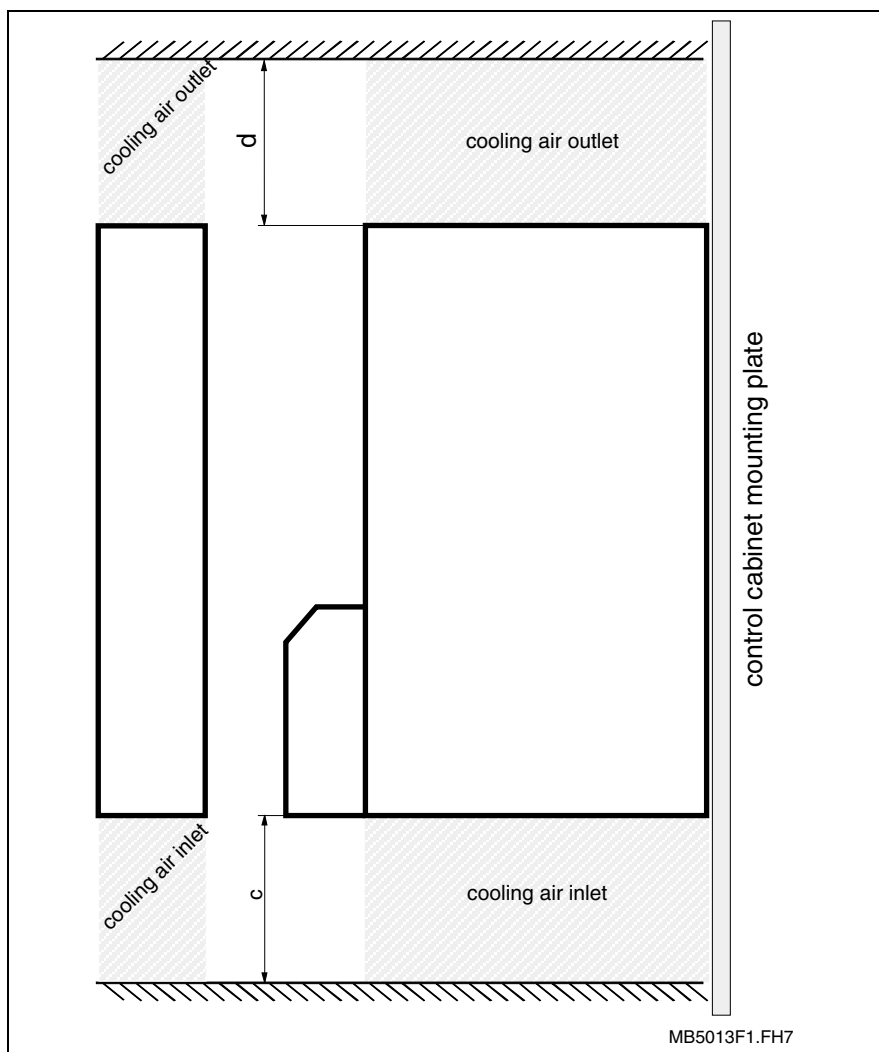 cooling air outlet
d
cooling air outlet
control cabinet mounting plate
cooling air inlet
c
cooling air inlet
MB5013F1.FH7